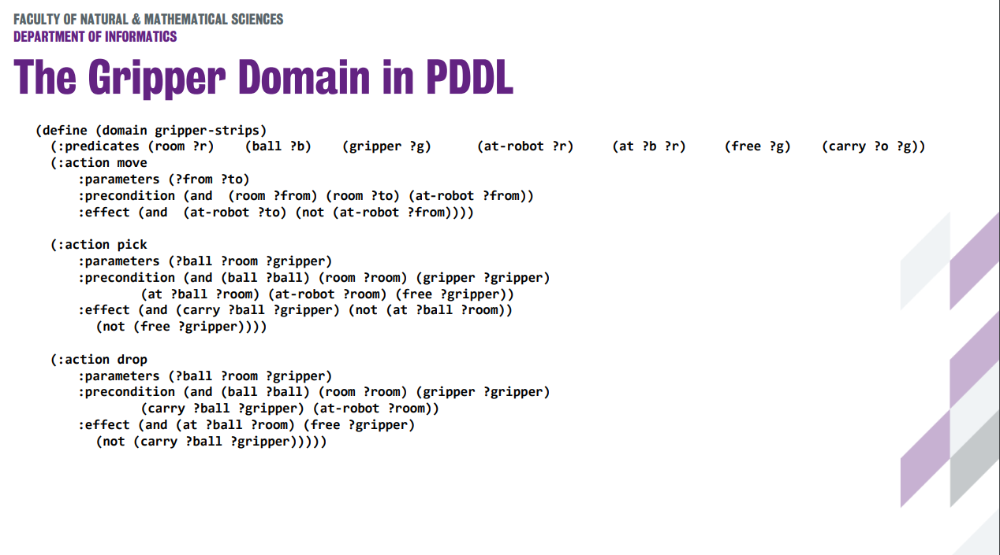 FACULTY OF NATURAL & MATHEMATICAL SCIENCES
DEPARTMENT OF INFORMATICS
The Gripper Domain in PDDL
(define (domain gripper-strips)
(:predicates (room ?r) (ball ?b) (gripper ?g) (at-robot ?r) (at ?b ?r) (free ?g) (carry ?o ?g))
(:action move
:parameters (?from ?to)
:precondition (and (room ?from) (room ?to) (at-robot ?from))
:effect (and (at-robot ?to) (not (at-robot ?from))))
(:action pick
:parameters (?ball ?room ?gripper)
:precondition (and (ball ?ball) (room ?room) (gripper ?gripper)
(at ?ball ?room) (at-robot ?room) (free ?gripper))
:effect (and (carry ?ball ?gripper) (not (at ?ball ?room))
(not (free ?gripper))))
(:action drop
:parameters (?ball ?room ?gripper)
:precondition (and (ball ?ball) (room ?room) (gripper ?gripper)
(carry ?ball ?gripper) (at-robot ?room))
:effect (and (at ?ball ?room) (free ?gripper)
(not (carry ?ball ?gripper)))))